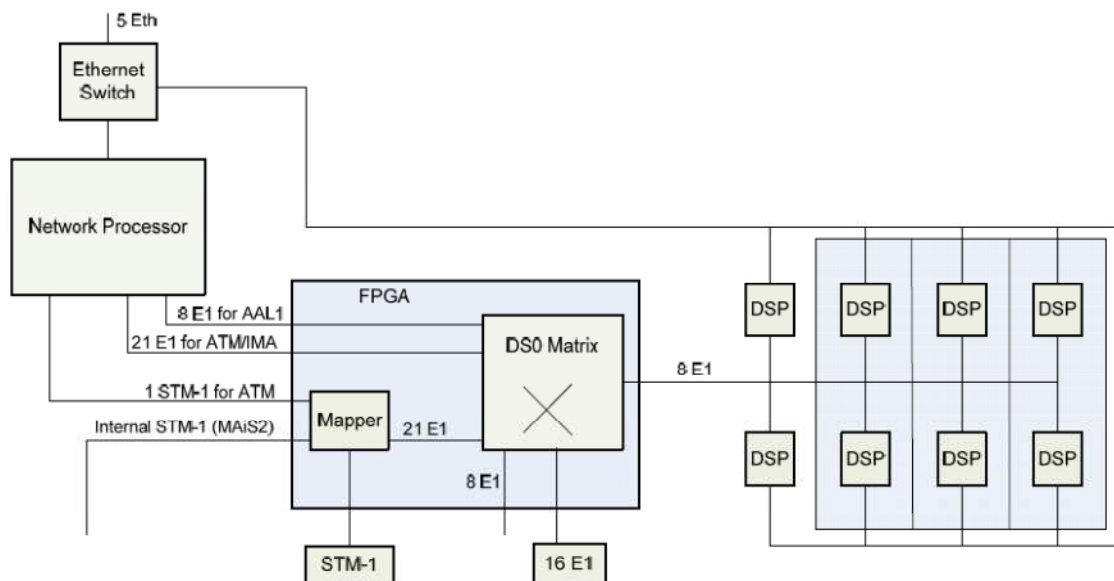 5 Eth
Ethernet
Switch
Network Processor
FPGA
8 E1 for AAL1
21 E1 for ATM/IMA
DS0 Matrix
DSP
DSP
DSP
DSP
8 E1
1 STM-1 for ATM
Mapper
Internal STM-1 (MAiS2)
21 E1
8 E1
DSP
DSP
DSP
DSP
STM-1
16 E1